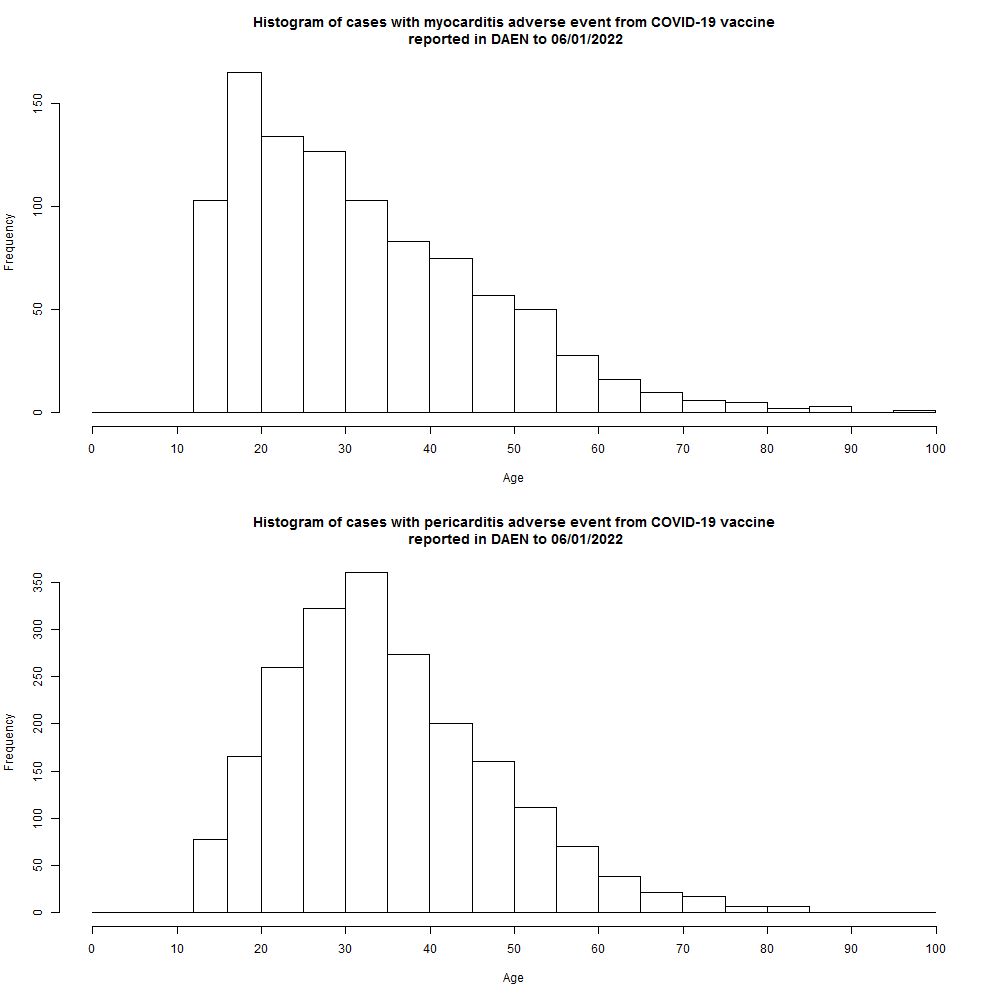 Histogram of cases with myocarditis adverse event from COVID-19 vaccine
reported in DAEN to 06/01/2022
150
100
50
0
Frequency
0 10 20 30 40 50 60 70 80 90 100
Age
Histogram of cases with pericarditis adverse event from COVID-19 vaccine
reported in DAEN to 06/01/2022
350
300
250
200
150
100
50
0
Frequency
0 10 20 30 40 50 60 70 80 90 100
Age